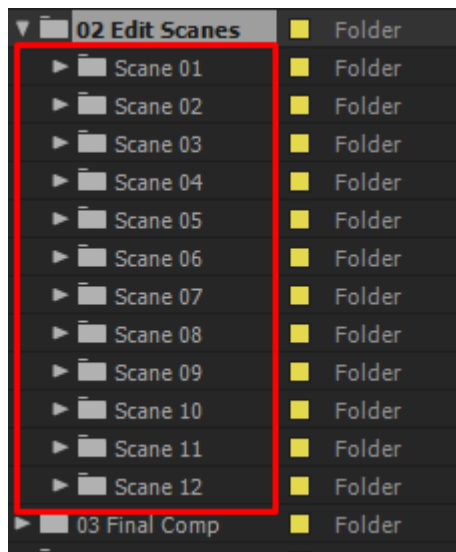 02 Edit Scanes Folder
Scane 01 Folder
Scane 02 Folder
Scane 03 Folder
Scane 04 Folder
Scane 05 Folder
Scane 06 Folder
Scane 07 Folder
Scane 08 Folder
Scane 09 Folder
Scane 10 Folder
Scane 11 Folder
Scane 12 Folder
03 Final Comp Folder